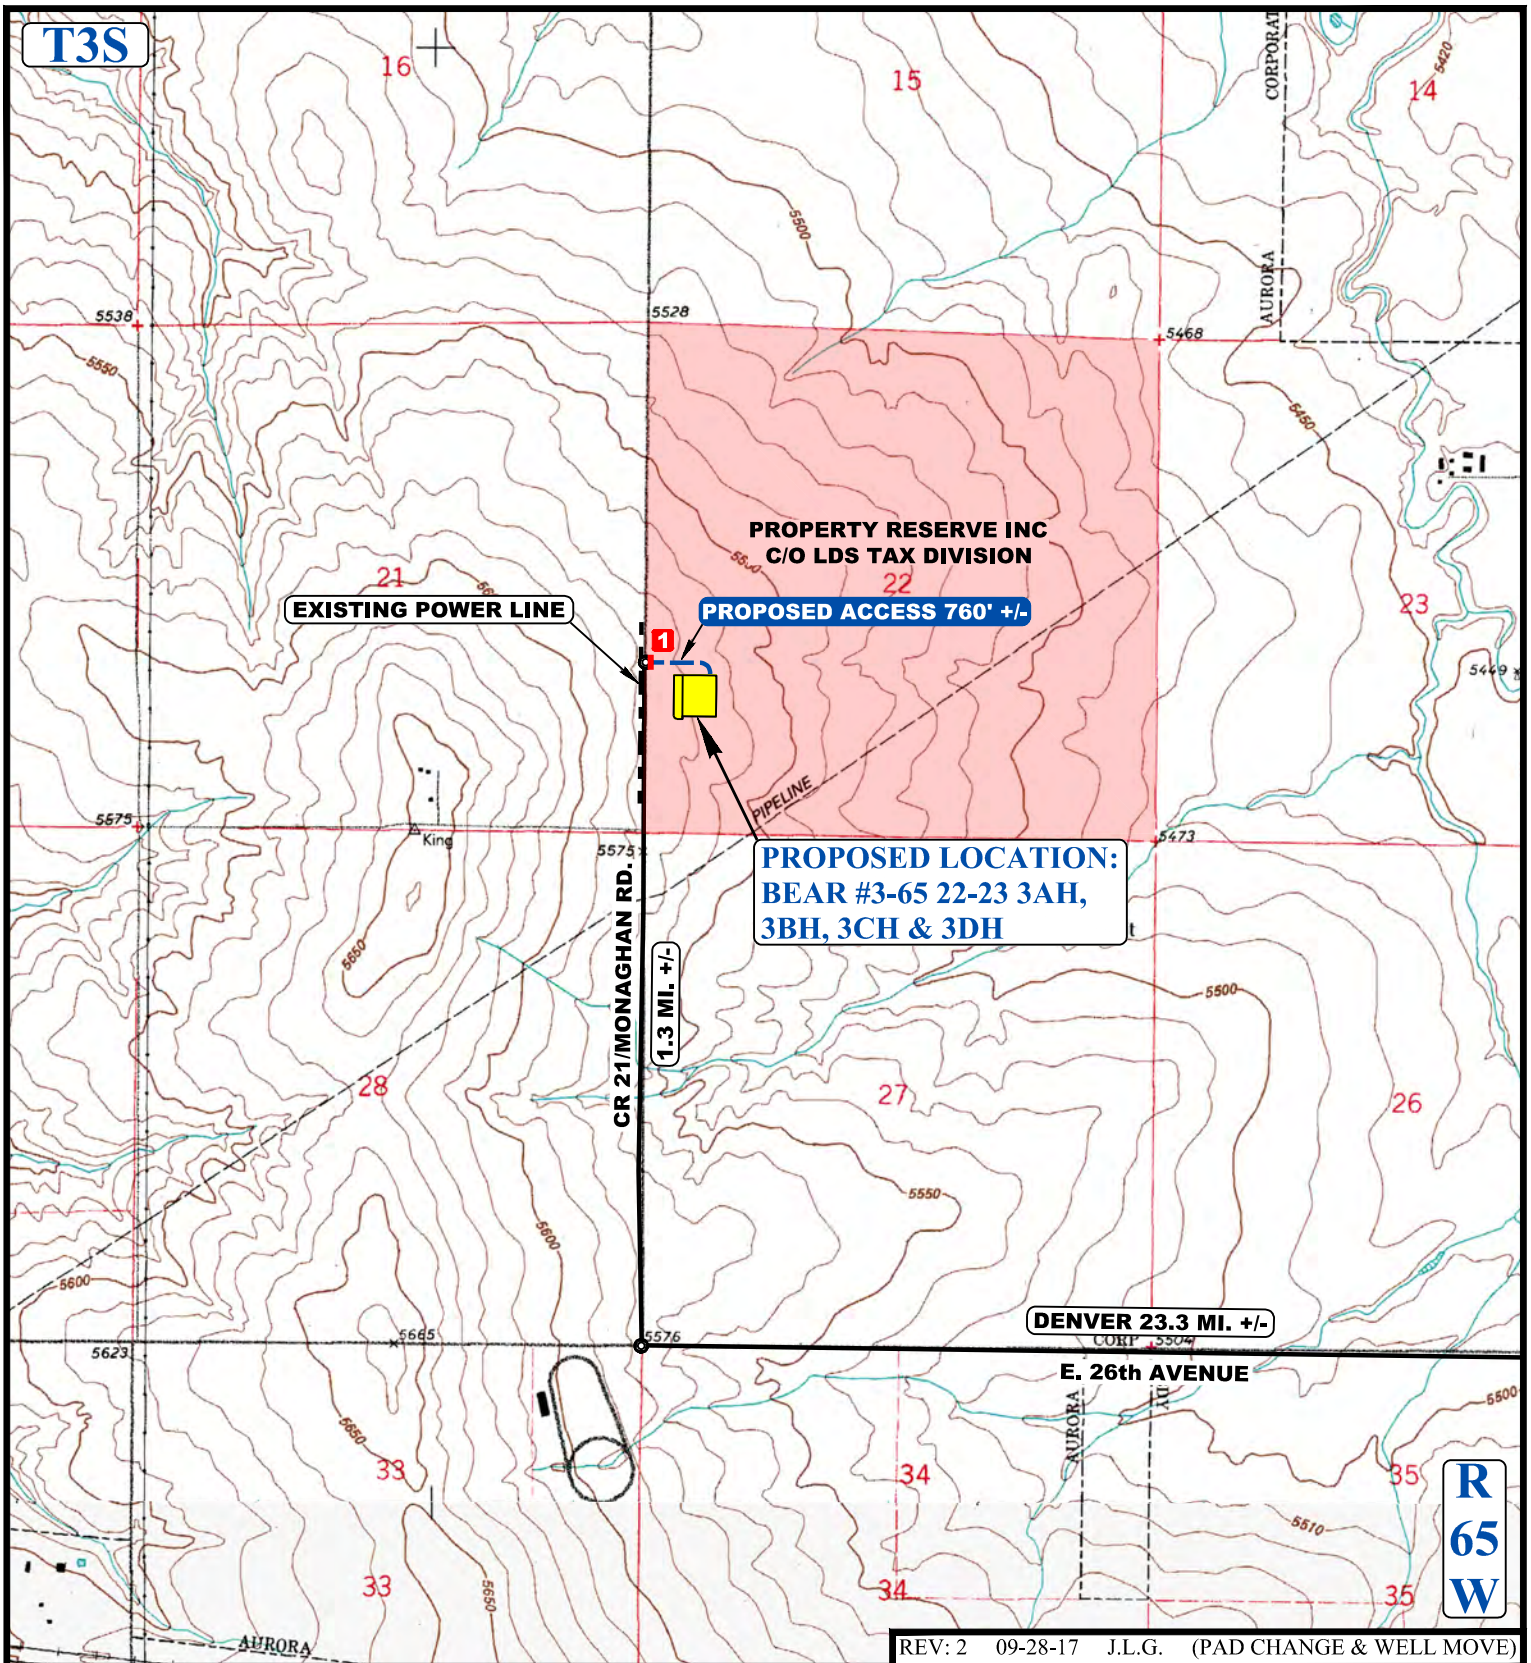 T3S
16
15
14
CORPORAT
5420
5500
AURORA
5538
5528
5468
5550
5450
PROPERTY RESERVE INC
C/O LDS TAX DIVISION
21
22
23
EXISTING POWER LINE
PROPOSED ACCESS 760' +/-
1
5449
PIPELINE
5575
King
5575
5473
PROPOSED LOCATION:
BEAR #3-65 22-23 3AH,
3BH, 3CH & 3DH
t
CR 21/MONAGHAN RD.
1.3 MI. +/-
5650
5500
28
27
26
5550
5600
5600
DENVER 23.3 MI. +/-
5623
5665
5576
CORP
5504
E. 26th AVENUE
AURORA
AU
5500
5650
33
34
35
5510
R
65
W
33
34
35
5650
AURORA
REV: 2 09-28-17 J.L.G. (PAD CHANGE & WELL MOVE)